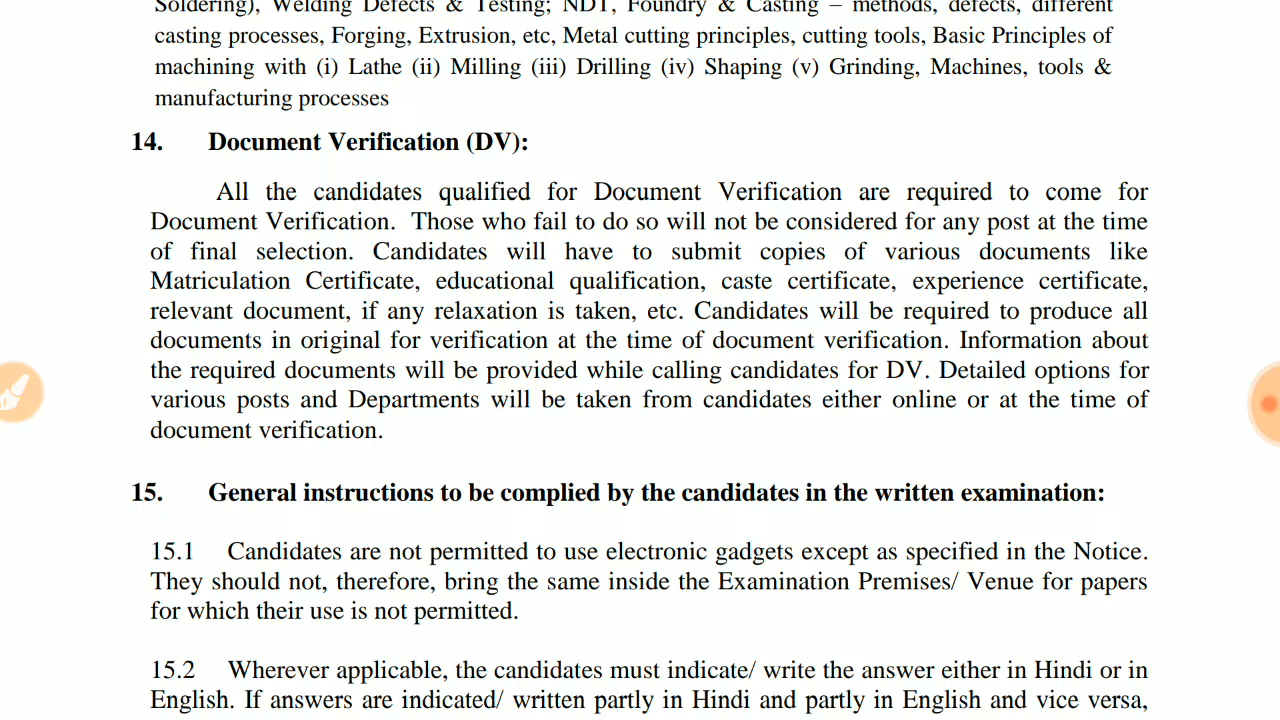 Soldering), Welding Defects & Testing; NDT, Foundry & Casting – methods, defects, different
casting processes, Forging, Extrusion, etc, Metal cutting principles, cutting tools, Basic Principles of
machining with (i) Lathe (ii) Milling (iii) Drilling (iv) Shaping (v) Grinding, Machines, tools &
manufacturing processes
14. Document Verification (DV):
All the candidates qualified for Document Verification are required to come for
Document Verification. Those who fail to do so will not be considered for any post at the time
of final selection. Candidates will have to submit copies of various documents like
Matriculation Certificate, educational qualification, caste certificate, experience certificate,
relevant document, if any relaxation is taken, etc. Candidates will be required to produce all
documents in original for verification at the time of document verification. Information about
the required documents will be provided while calling candidates for DV. Detailed options for
various posts and Departments will be taken from candidates either online or at the time of
document verification.
15. General instructions to be complied by the candidates in the written examination:
15.1 Candidates are not permitted to use electronic gadgets except as specified in the Notice.
They should not, therefore, bring the same inside the Examination Premises/ Venue for papers
for which their use is not permitted.
15.2 Wherever applicable, the candidates must indicate/ write the answer either in Hindi or in
English. If answers are indicated/ written partly in Hindi and partly in English and vice versa,